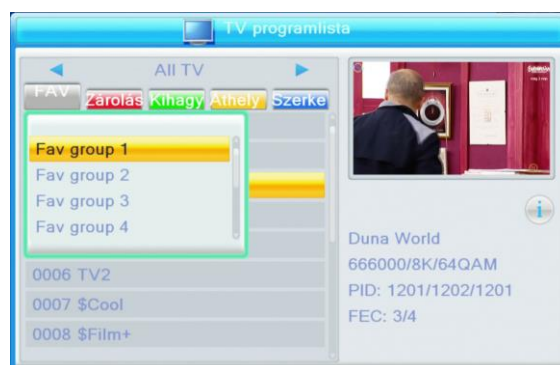 TV programlista
All TV
FAV Zárolás Kihagy Áthely Szerke
Fav group 1
Fav group 2
Fav group 3
Fav group 4
0006 TV2
0007 $Cool
0008 $Film+
Duna World
666000/8K/64QAM
PID: 1201/1202/1201
FEC: 3/4